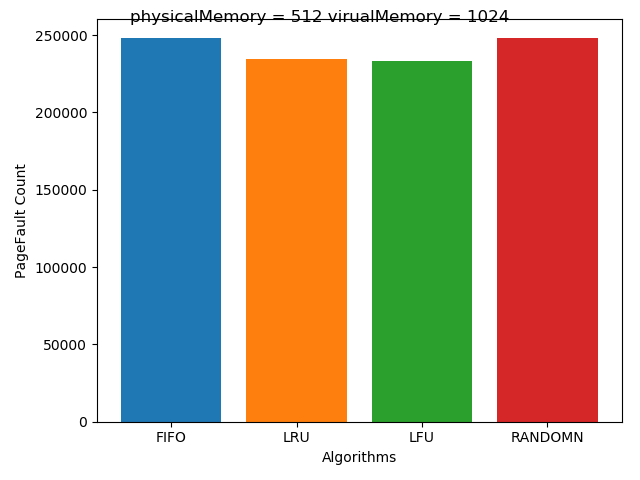 physicalMemory = 512 virualMemory = 1024
250000
200000
150000
100000
50000
0
PageFault Count
FIFO LRU LFU RANDOMN
Algorithms